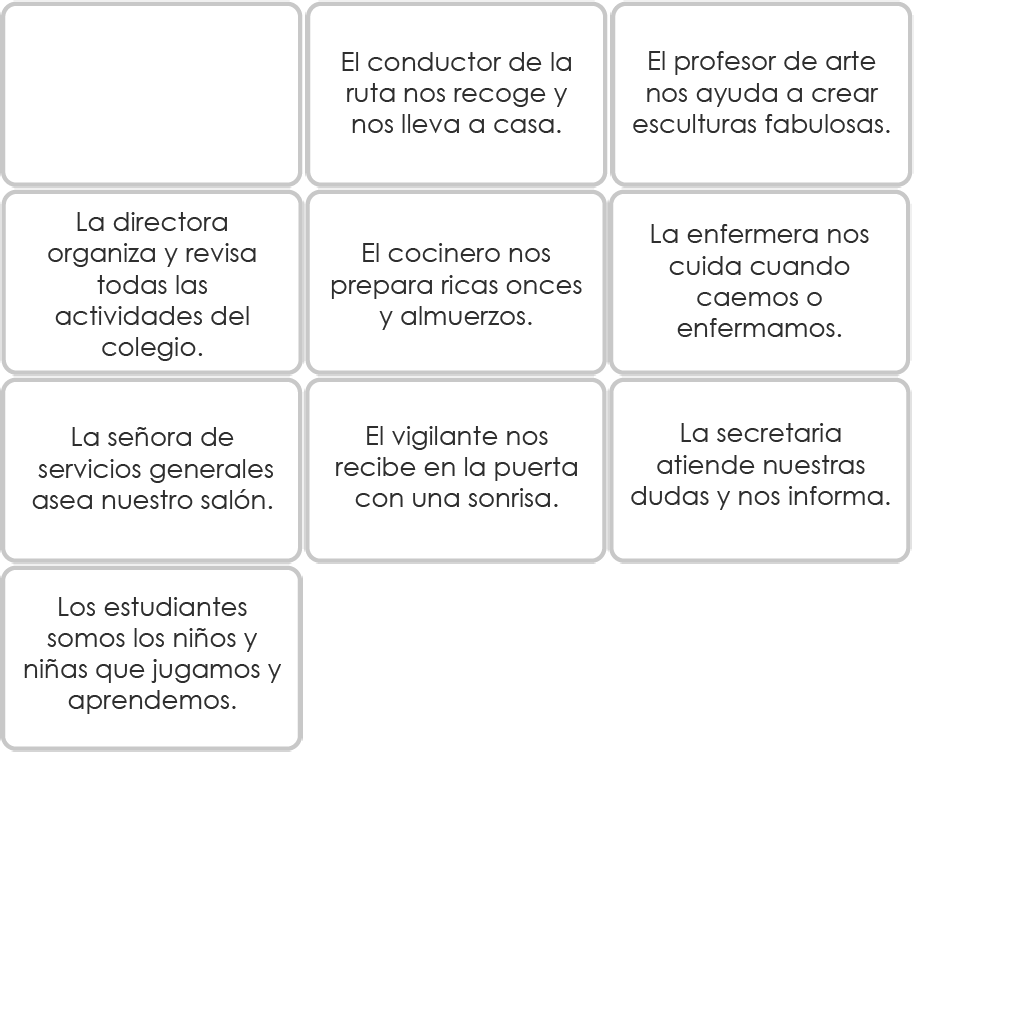 El conductor de la
ruta nos recoge y
nos lleva a casa.
El profesor de arte
nos ayuda a crear
esculturas fabulosas.
La directora
organiza y revisa
todas las
actividades del
colegio.
El cocinero nos
prepara ricas onces
y almuerzos.
La enfermera nos
cuida cuando
caemos o
enfermamos.
La señora de
servicios generales
asea nuestro salón.
El vigilante nos
recibe en la puerta
con una sonrisa.
La secretaria
atiende nuestras
dudas y nos informa.
Los estudiantes
somos los niños y
niñas que jugamos y
aprendemos.